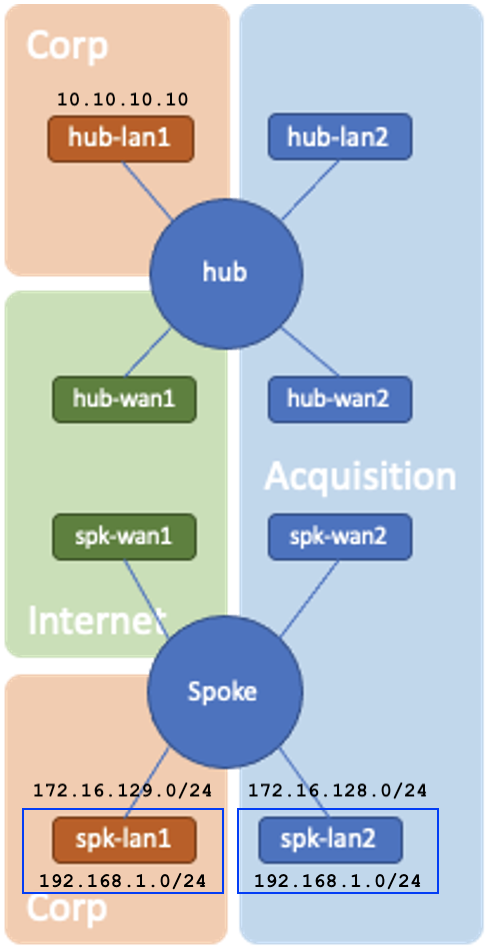 Corp
10.10.10.10
hub-lan1
hub-lan2
hub
hub-wan1
hub-wan2
Acquisition
spk-wan1
spk-wan2
Internet
Spoke
172.16.129.0/24
172.16.128.0/24
spk-lan1
spk-lan2
192.168.1.0/24
192.168.1.0/24
Corp